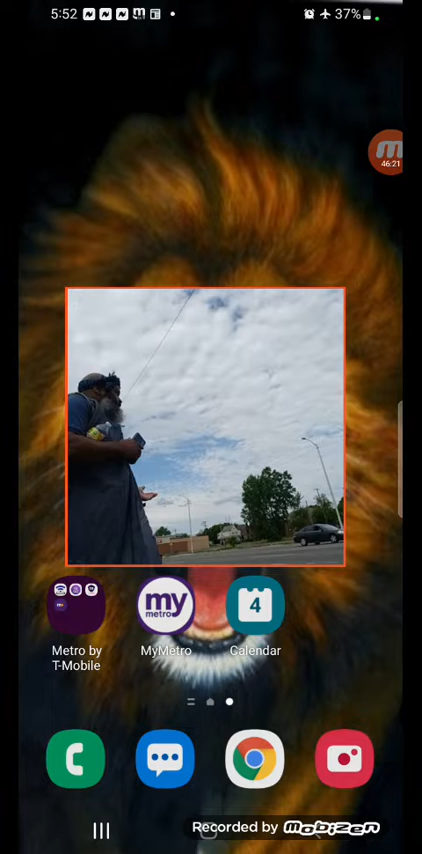 5:52
37%
46:21
4
my
metro
Metro by
T-Mobile
MyMetro
Calendar
Recorded by mobizen